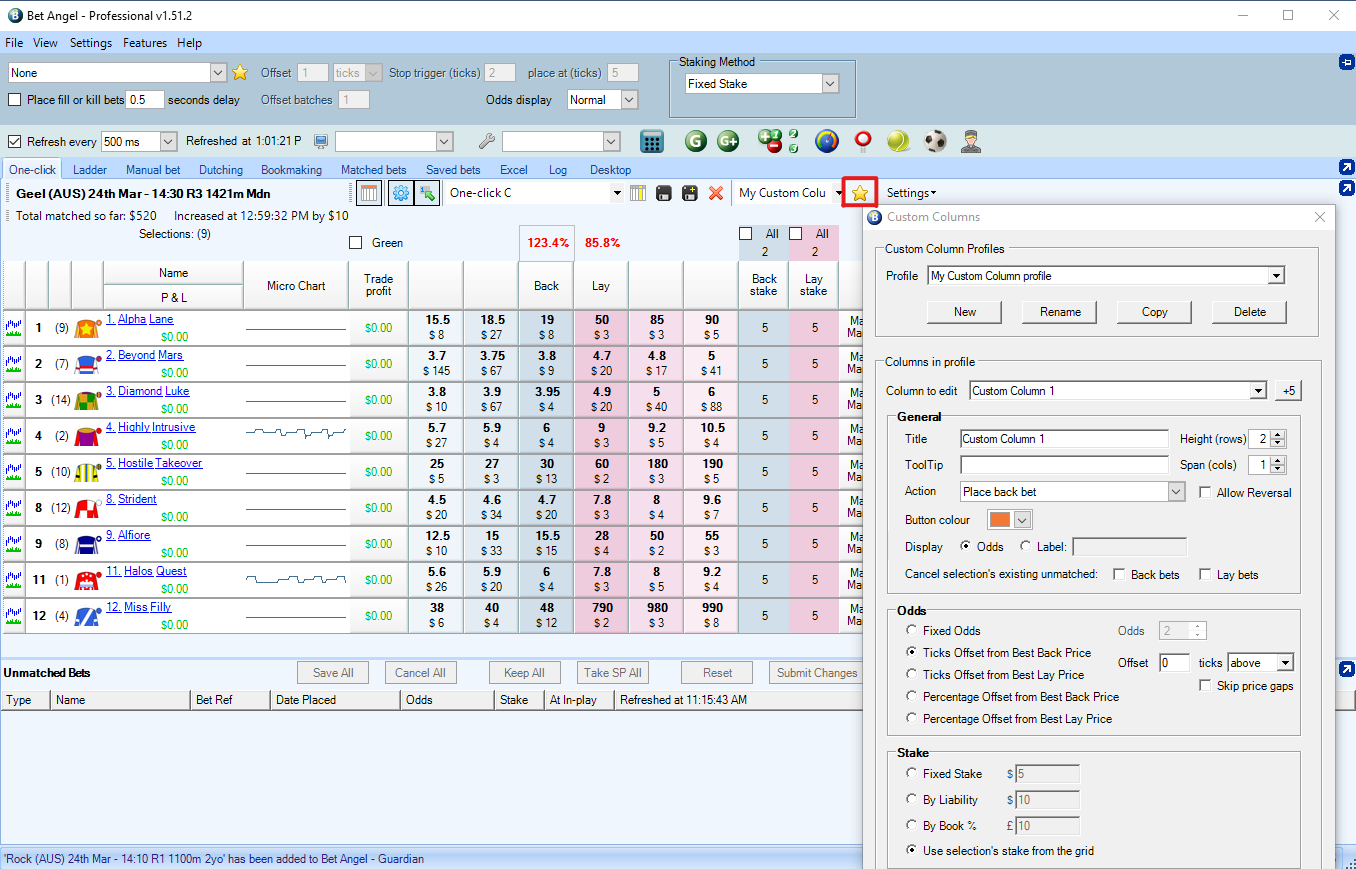 Bet Angel - Professional v1.51.2
File View Settings Features Help
None Offset 1 ticks Stop trigger (ticks) 2 place at (ticks) 5
Staking Method
Fixed Stake
Place fill or kill bets 0.5 seconds delay Offset batches 1 Odds display Normal
Refresh every 500 ms Refreshed at 1:01:21 P G G+
One-click Ladder Manual bet Dutching Bookmaking Matched bets Saved bets Excel Log Desktop
Geel (AUS) 24th Mar - 14:30 R3 1421m Mdn One-click C My Custom Colu Settings
Total matched so far: $520 Increased at 12:59:32 PM by $10
Selections: (9) Green 123.4% 85.8% All 2 All 2
Name Micro Chart Trade profit Back Lay Back stake Lay stake
P & L
1 (9) 1. Alpha Lane $0.00 15.5 18.5 19 50 85 90 5 5 Ma
$0.00 $ 8 $ 27 $ 8 $ 3 $ 3 $ 5 Mar
2 (7) 2. Beyond Mars $0.00 3.7 3.75 3.8 4.7 4.8 5 5 5 Ma
$0.00 $ 145 $ 67 $ 9 $ 20 $ 17 $ 41 Mar
3 (14) 3. Diamond Luke $0.00 3.8 3.9 3.95 4.9 5 6 5 5 Ma
$0.00 $ 10 $ 67 $ 4 $ 20 $ 40 $ 88 Mar
4 (2) 4. Highly Intrusive $0.00 5.7 5.9 6 9 9.2 10.5 5 5 Ma
$0.00 $ 27 $ 4 $ 4 $ 3 $ 5 $ 4 Mar
5 (10) 5. Hostile Takeover $0.00 25 27 30 60 180 190 5 5 Ma
$0.00 $ 5 $ 3 $ 13 $ 2 $ 3 $ 5 Mar
8 (12) 8. Strident $0.00 4.5 4.6 4.7 7.8 8 9.6 5 5 Ma
$0.00 $ 20 $ 34 $ 20 $ 3 $ 4 $ 7 Mar
9 (8) 9. Alfiore $0.00 12.5 15 15.5 28 50 55 5 5 Ma
$0.00 $ 10 $ 33 $ 15 $ 4 $ 2 $ 3 Mar
11 (1) 11. Halos Quest $0.00 5.6 5.9 6 7.8 8 9.2 5 5 Ma
$0.00 $ 26 $ 20 $ 4 $ 3 $ 5 $ 4 Mar
12 (4) 12. Miss Filly $0.00 38 40 48 790 980 990 5 5 Ma
$0.00 $ 6 $ 4 $ 12 $ 2 $ 3 $ 8 Mar
Unmatched Bets Save All Cancel All Keep All Take SP All Reset Submit Changes
Type Name Bet Ref Date Placed Odds Stake At In-play Refreshed at 11:15:43 AM
'Rock (AUS) 24th Mar - 14:10 R1 1100m 2yo' has been added to Bet Angel - Guardian
Custom Columns
Custom Column Profiles
Profile My Custom Column profile
New Rename Copy Delete
Columns in profile
Column to edit Custom Column 1 +5
General
Title Custom Column 1 Height (rows) 2
ToolTip Span (cols) 1
Action Place back bet Allow Reversal
Button colour
Display Odds Label:
Cancel selection's existing unmatched: Back bets Lay bets
Odds
Fixed Odds Odds 2
Ticks Offset from Best Back Price Offset 0 ticks above
Ticks Offset from Best Lay Price Skip price gaps
Percentage Offset from Best Back Price
Percentage Offset from Best Lay Price
Stake
Fixed Stake $ 5
By Liability $ 10
By Book % £ 10
Use selection's stake from the grid